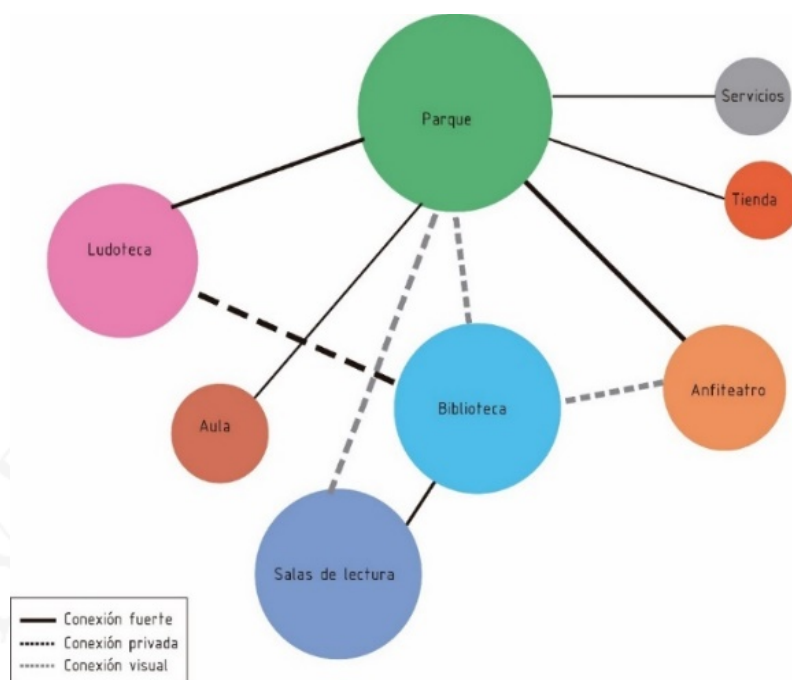 Parque
Servicios
Tienda
Ludoteca
Anfiteatro
Biblioteca
Aula
Salas de lectura
Conexión fuerte
Conexión privada
Conexión visual